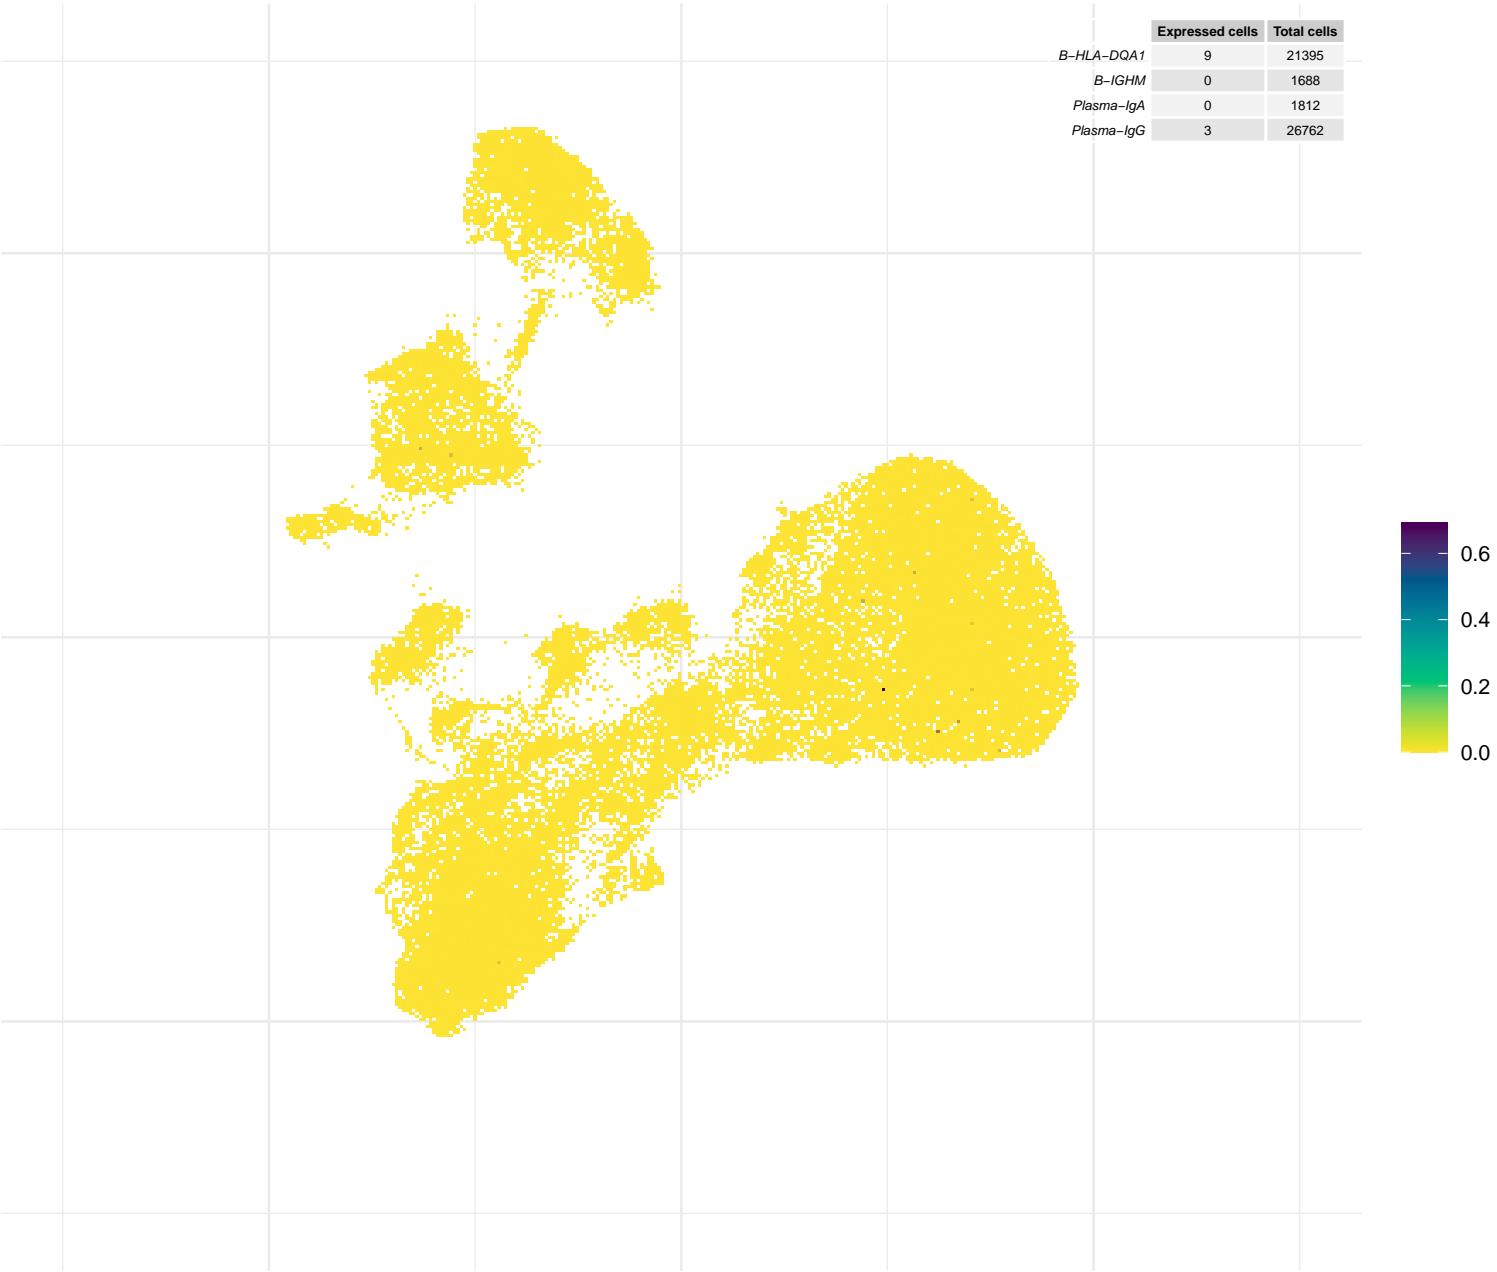 Expressed cells Total cells
B−HLA−DQA1 9 21395
B−IGHM 0 1688
Plasma−IgA 0 1812
Plasma−IgG 3 26762
0.6
0.4
0.2
0.0